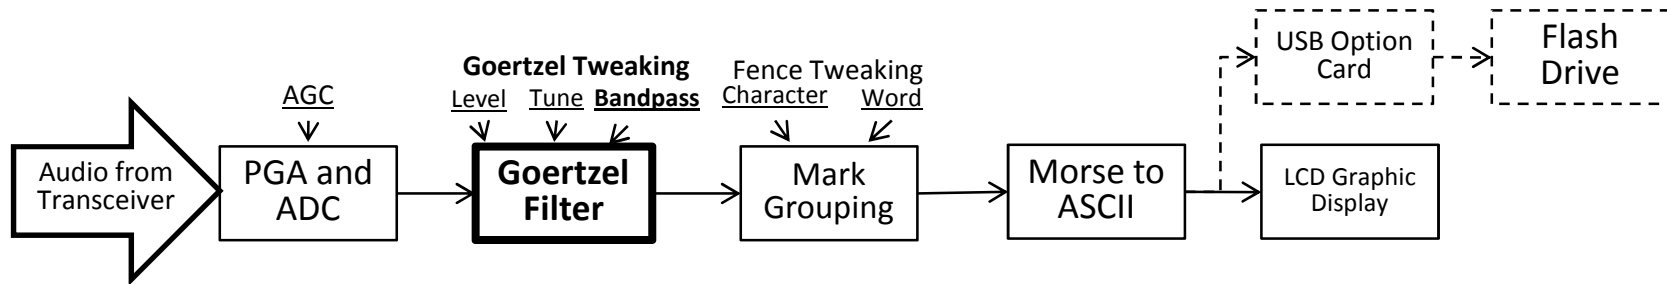 Audio from
Transceiver
AGC
PGA and
ADC
Goertzel Tweaking
Level Tune Bandpass
Goertzel
Filter
Fence Tweaking
Character Word
Mark
Grouping
Morse to
ASCII
USB Option
Card
Flash
Drive
LCD Graphic
Display